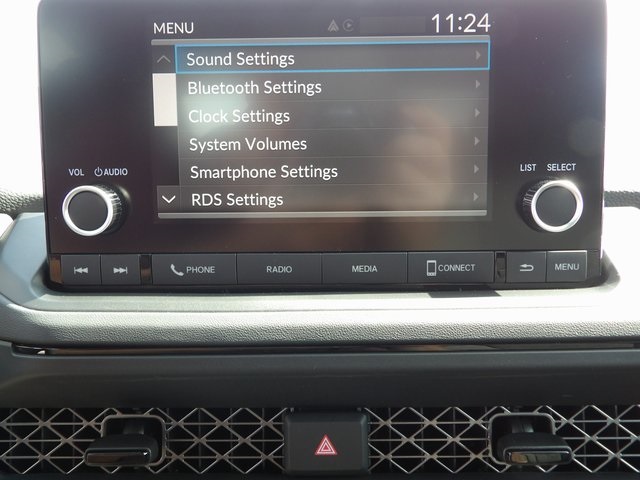 MENU 11:24
Sound Settings
Bluetooth Settings
Clock Settings
System Volumes
Smartphone Settings
RDS Settings
VOL AUDIO
LIST SELECT
PHONE RADIO MEDIA CONNECT MENU